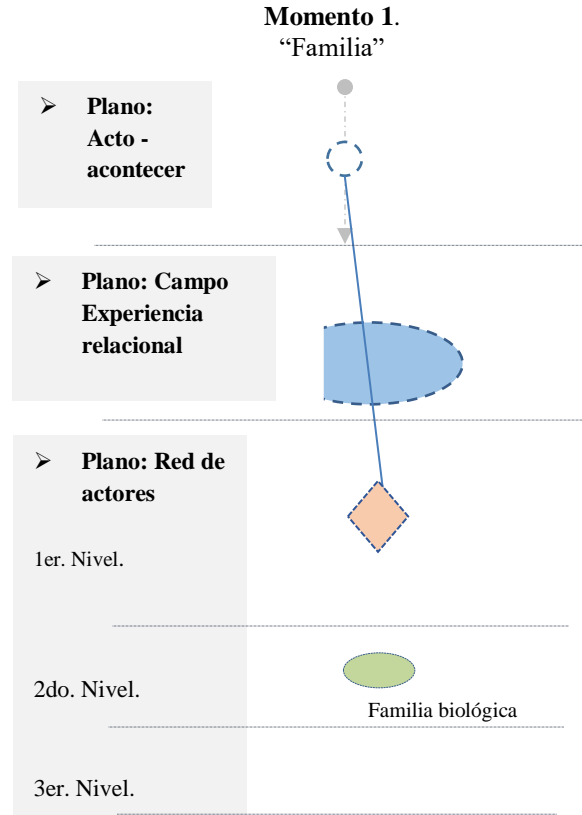 Momento 1.
“Familia”
➢ Plano:
Acto -
acontecer
➢ Plano: Campo
Experiencia
relacional
➢ Plano: Red de
actores
1er. Nivel.
2do. Nivel.
Familia biológica
3er. Nivel.